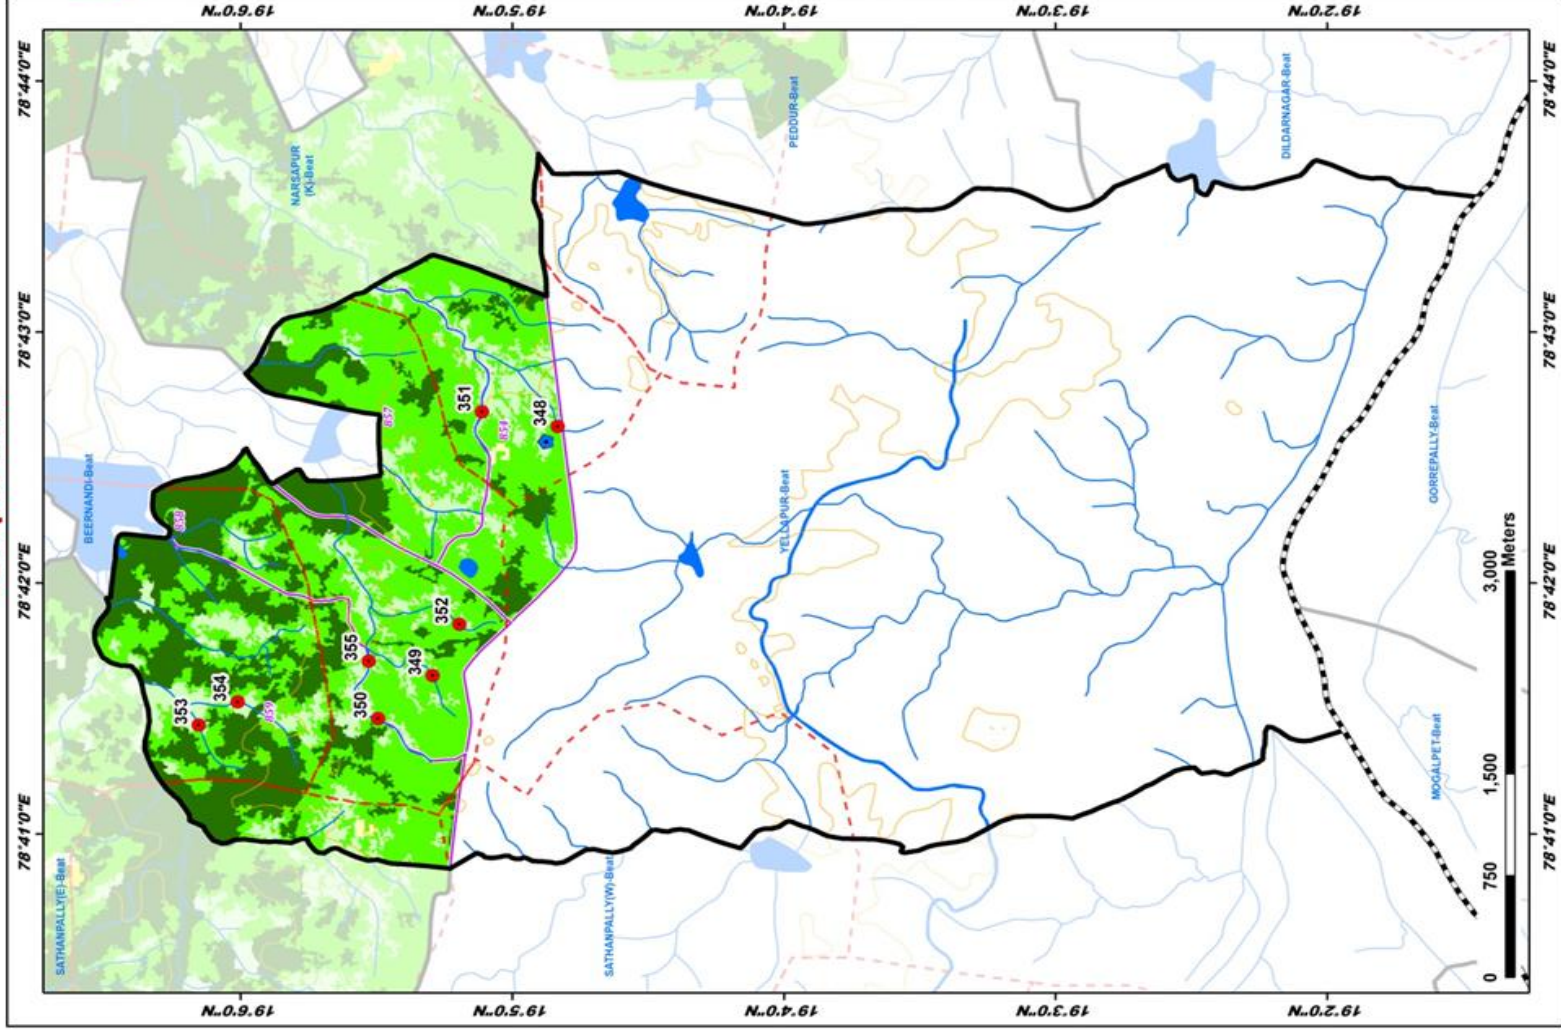 19°6'0"N
19°5'0"N
19°4'0"N
19°3'0"N
19°2'0"N
78°44'0"E
78°43'0"E
78°42'0"E
78°41'0"E
78°44'0"E
78°43'0"E
78°42'0"E
78°41'0"E
NARSAPUR
(K)-Beat
PEDDUR-Beat
DILDARNAGAR-Beat
BEERNANDI-Beat
YELLAPUR-Beat
GORREPALLY-Beat
MOGALPET-Beat
SATHANPALLY(E)-Beat
SATHANPALLY(W)-Beat
857
854
858
859
351
348
352
355
349
350
354
353
0
750
1,500
3,000
Meters
19°6'0"N
19°5'0"N
19°4'0"N
19°3'0"N
19°2'0"N